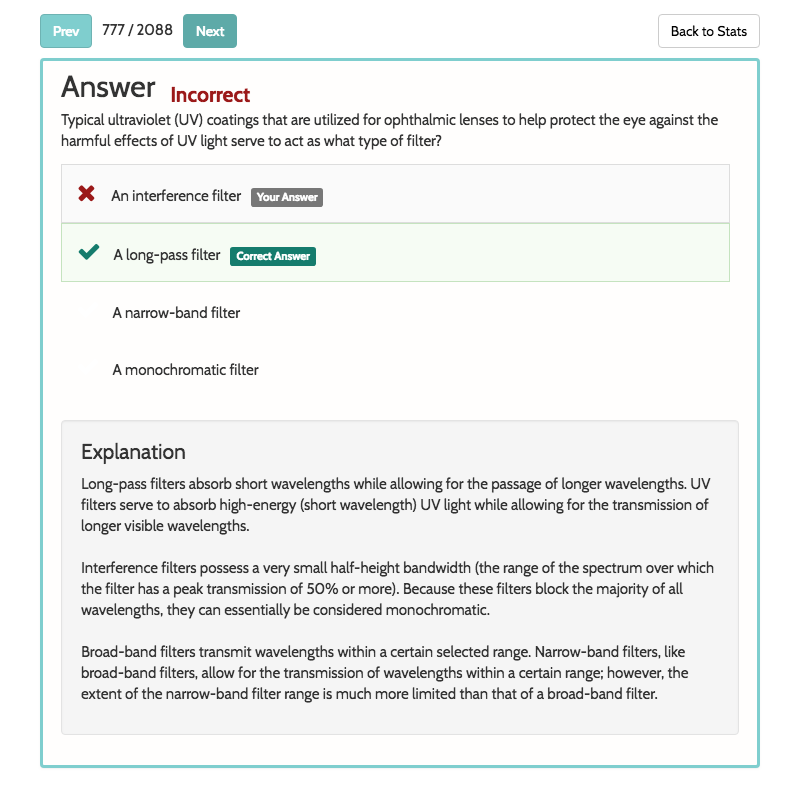 Prev 777 / 2088 Next Back to Stats
Answer Incorrect
Typical ultraviolet (UV) coatings that are utilized for ophthalmic lenses to help protect the eye against the
harmful effects of UV light serve to act as what type of filter?
An interference filter Your Answer
A long-pass filter Correct Answer
A narrow-band filter
A monochromatic filter
Explanation
Long-pass filters absorb short wavelengths while allowing for the passage of longer wavelengths. UV
filters serve to absorb high-energy (short wavelength) UV light while allowing for the transmission of
longer visible wavelengths.
Interference filters possess a very small half-height bandwidth (the range of the spectrum over which
the filter has a peak transmission of 50% or more). Because these filters block the majority of all
wavelengths, they can essentially be considered monochromatic.
Broad-band filters transmit wavelengths within a certain selected range. Narrow-band filters, like
broad-band filters, allow for the transmission of wavelengths within a certain range; however, the
extent of the narrow-band filter range is much more limited than that of a broad-band filter.